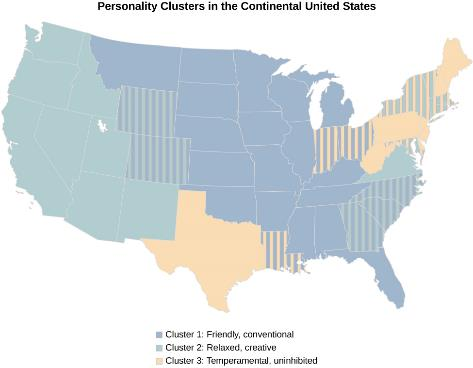 Personality Clusters in the Continental United States
Cluster 1: Friendly, conventional
Cluster 2: Relaxed, creative
Cluster 3: Temperamental, uninhibited